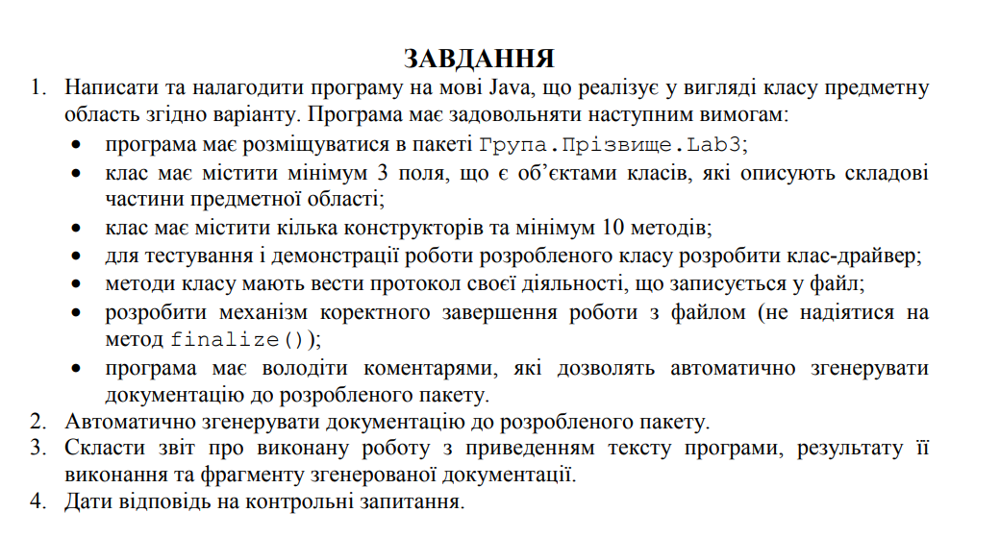 ЗАВДАННЯ
1. Написати та налагодити програму на мові Java, що реалізує у вигляді класу предметну
область згідно варіанту. Програма має задовольняти наступним вимогам:
• програма має розміщуватися в пакеті Група.Прізвище.Lab3;
• клас має містити мінімум 3 поля, що є об’єктами класів, які описують складові
частини предметної області;
• клас має містити кілька конструкторів та мінімум 10 методів;
• для тестування і демонстрації роботи розробленого класу розробити клас-драйвер;
• методи класу мають вести протокол своєї діяльності, що записується у файл;
• розробити механізм коректного завершення роботи з файлом (не надіятися на
метод finalize());
• програма має володіти коментарями, які дозволять автоматично згенерувати
документацію до розробленого пакету.
2. Автоматично згенерувати документацію до розробленого пакету.
3. Скласти звіт про виконану роботу з приведенням тексту програми, результату її
виконання та фрагменту згенерованої документації.
4. Дати відповідь на контрольні запитання.